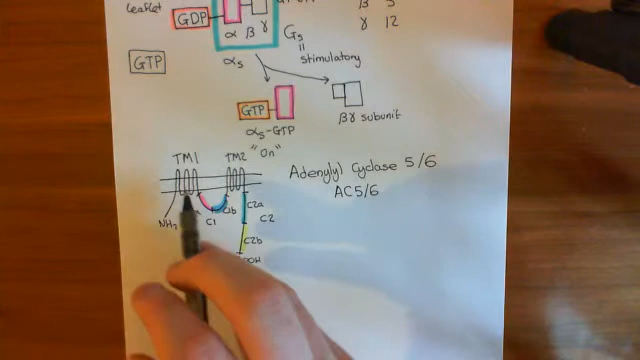 leaflet
GDP
α β γ
Gs
β 5
γ 12
GTP
αs
=
stimulatory
GTP
αs-GTP
βγ subunit
"On"
TM1 TM2
Adenylyl Cyclase 5/6
AC5/6
NH2
C1
C1b
C2a
C2
C2b